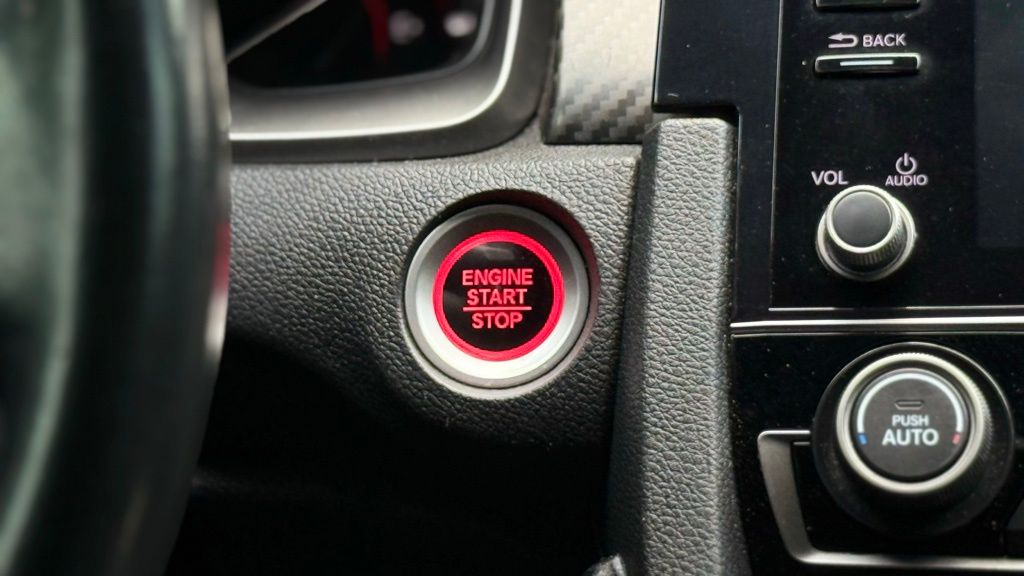 BACK
VOL
AUDIO
ENGINE
START
STOP
PUSH
AUTO